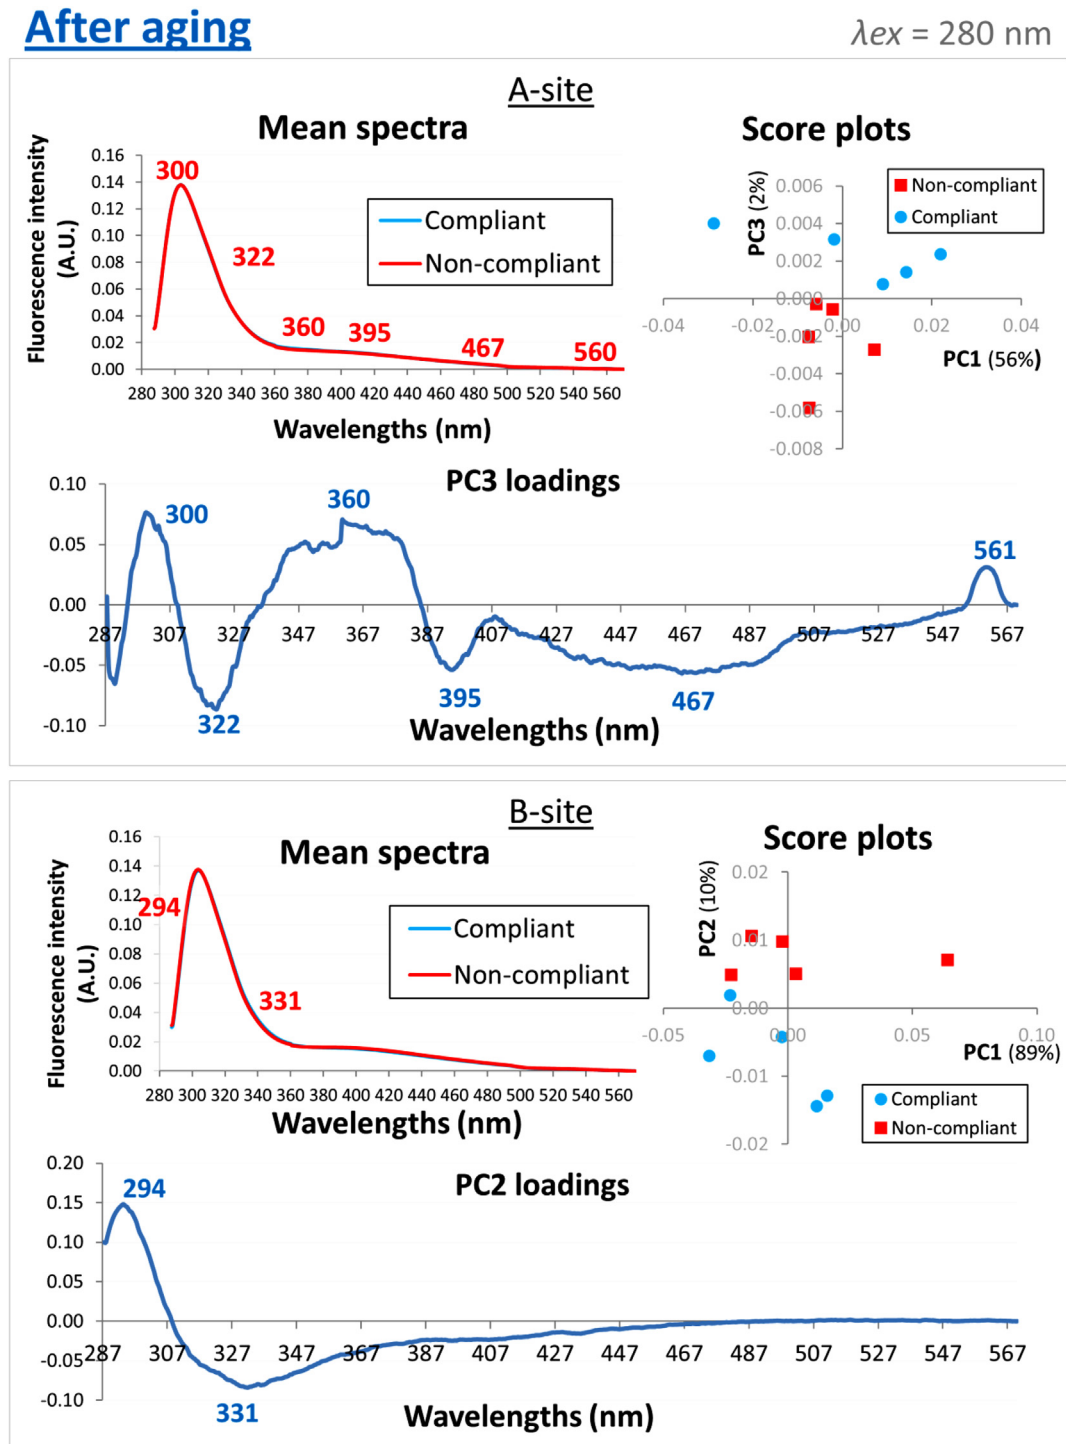 After aging
λex = 280 nm
A-site
Mean spectra
Score plots
Fluorescence intensity
(A.U.)
0.16
0.14
0.12
0.10
0.08
0.06
0.04
0.02
0.00
300
322
360
395
467
560
Compliant
Non-compliant
280 300 320 340 360 380 400 420 440 460 480 500 520 540 560
Wavelengths (nm)
PC3 (2%)
0.006
0.004
0.002
0.000
-0.002
-0.004
-0.006
-0.008
Non-compliant
Compliant
-0.04 -0.02 0.00 0.02 0.04
PC1 (56%)
PC3 loadings
0.10
0.05
0.00
-0.05
-0.10
300
360
561
287 307 327 347 367 387 407 427 447 467 487 507 527 547 567
322
395
467
Wavelengths (nm)
B-site
Mean spectra
Score plots
Fluorescence intensity
(A.U.)
0.16
0.14
0.12
0.10
0.08
0.06
0.04
0.02
0.00
294
331
Compliant
Non-compliant
280 300 320 340 360 380 400 420 440 460 480 500 520 540 560
Wavelengths (nm)
PC2 (10%)
0.02
0.01
0.00
-0.01
-0.02
-0.05 0.00 0.05 0.10
PC1 (89%)
Compliant
Non-compliant
PC2 loadings
0.20
0.15
0.10
0.05
0.00
-0.05
-0.10
294
287 307 327 347 367 387 407 427 447 467 487 507 527 547 567
331
Wavelengths (nm)